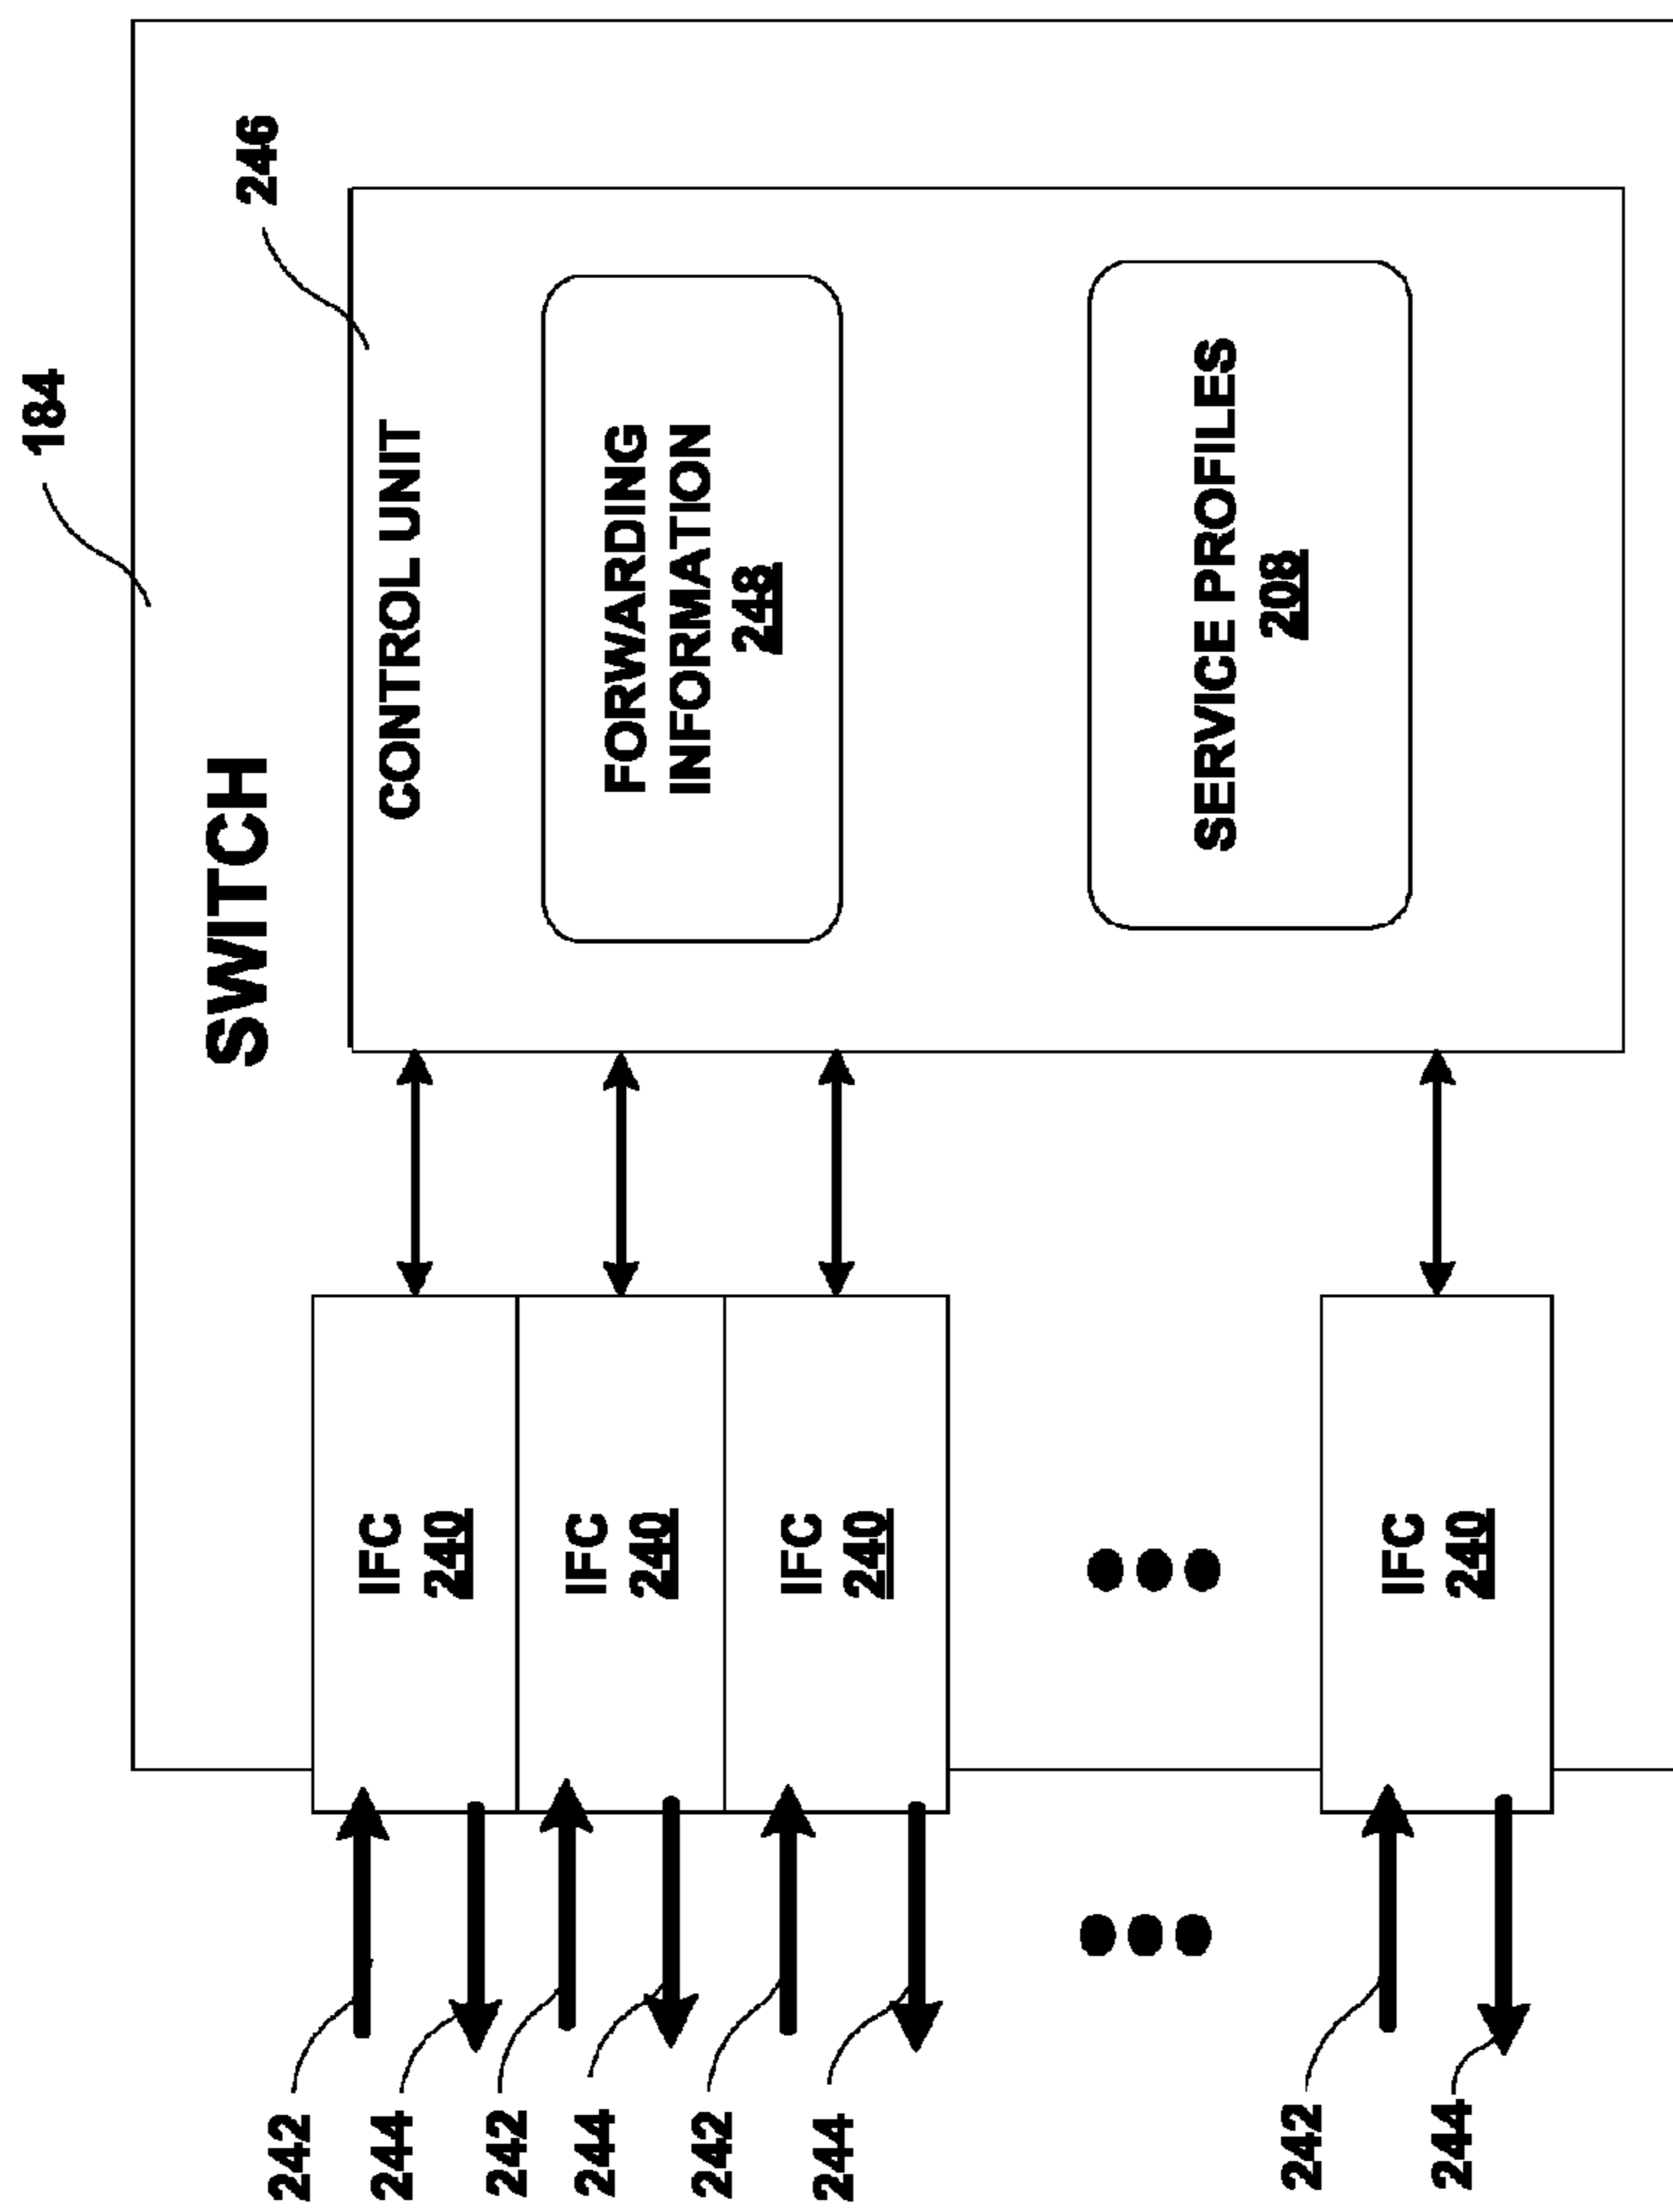 184
SWITCH
246
CONTROL UNIT
FORWARDING
INFORMATION
248
SERVICE PROFILES
208
IFC
240
IFC
240
IFC
240
IFC
240
242
244
242
244
242
244
242
244